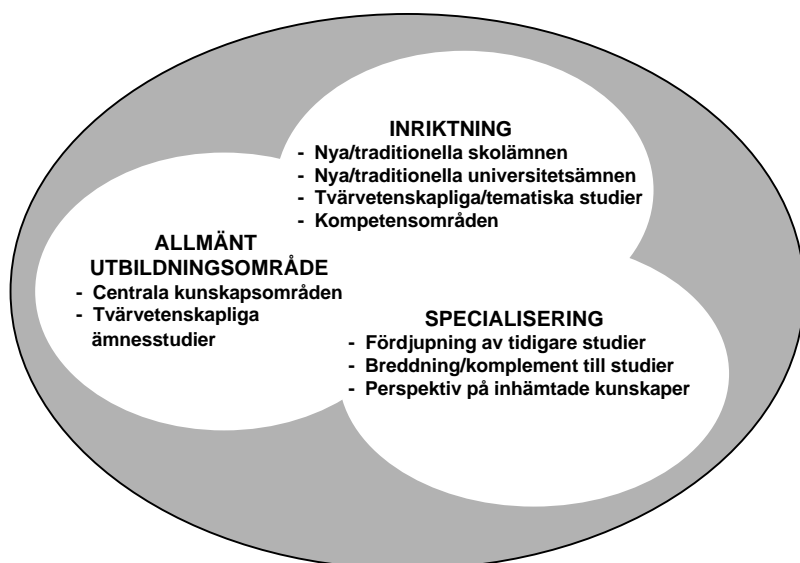 INRIKTNING
- Nya/traditionella skolämnen
- Nya/traditionella universitetsämnen
- Tvärvetenskapliga/tematiska studier
- Kompetensområden
ALLMÄNT
UTBILDNINGSOMRÅDE
- Centrala kunskapsområden
- Tvärvetenskapliga
ämnesstudier
SPECIALISERING
- Fördjupning av tidigare studier
- Breddning/komplement till studier
- Perspektiv på inhämtade kunskaper